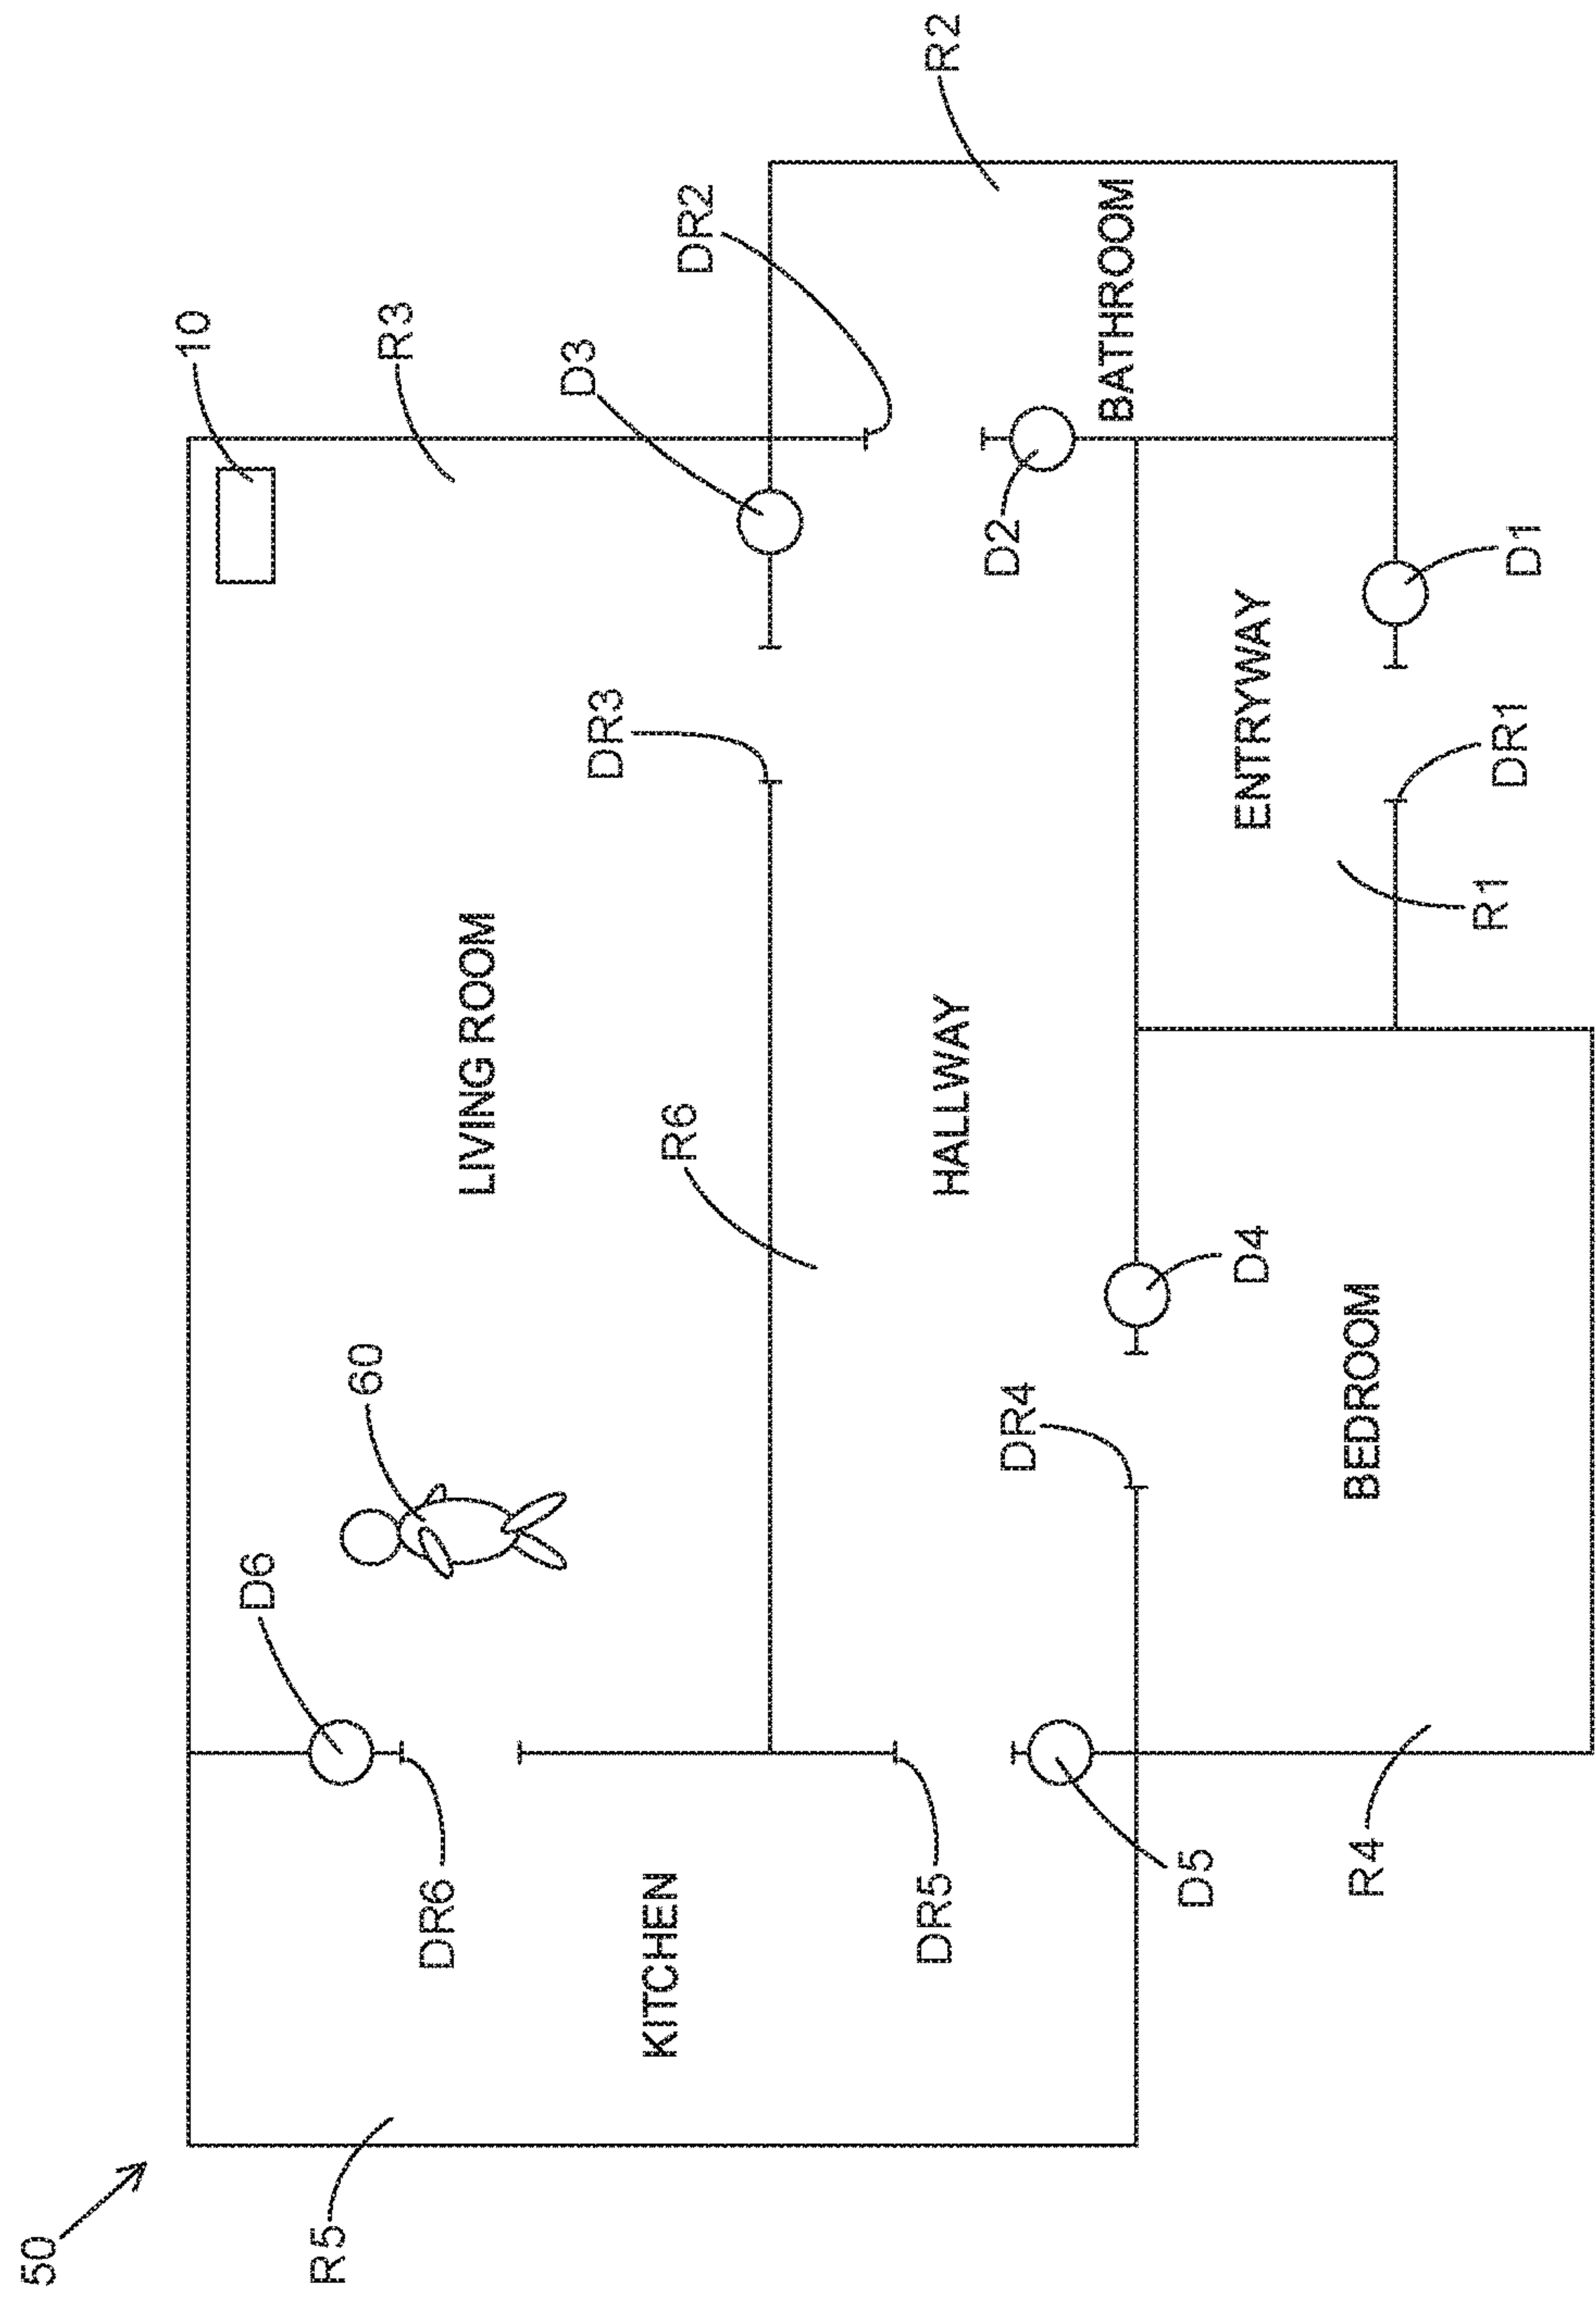 50
10
D6
R5
60
R3
DR6
LIVING ROOM
D3
DR3
KITCHEN
R6
DR2
DR5
HALLWAY
R2
DR4
D2
BATHROOM
D5
D4
ENTRYWAY
R4
BEDROOM
R1
DR1
D1